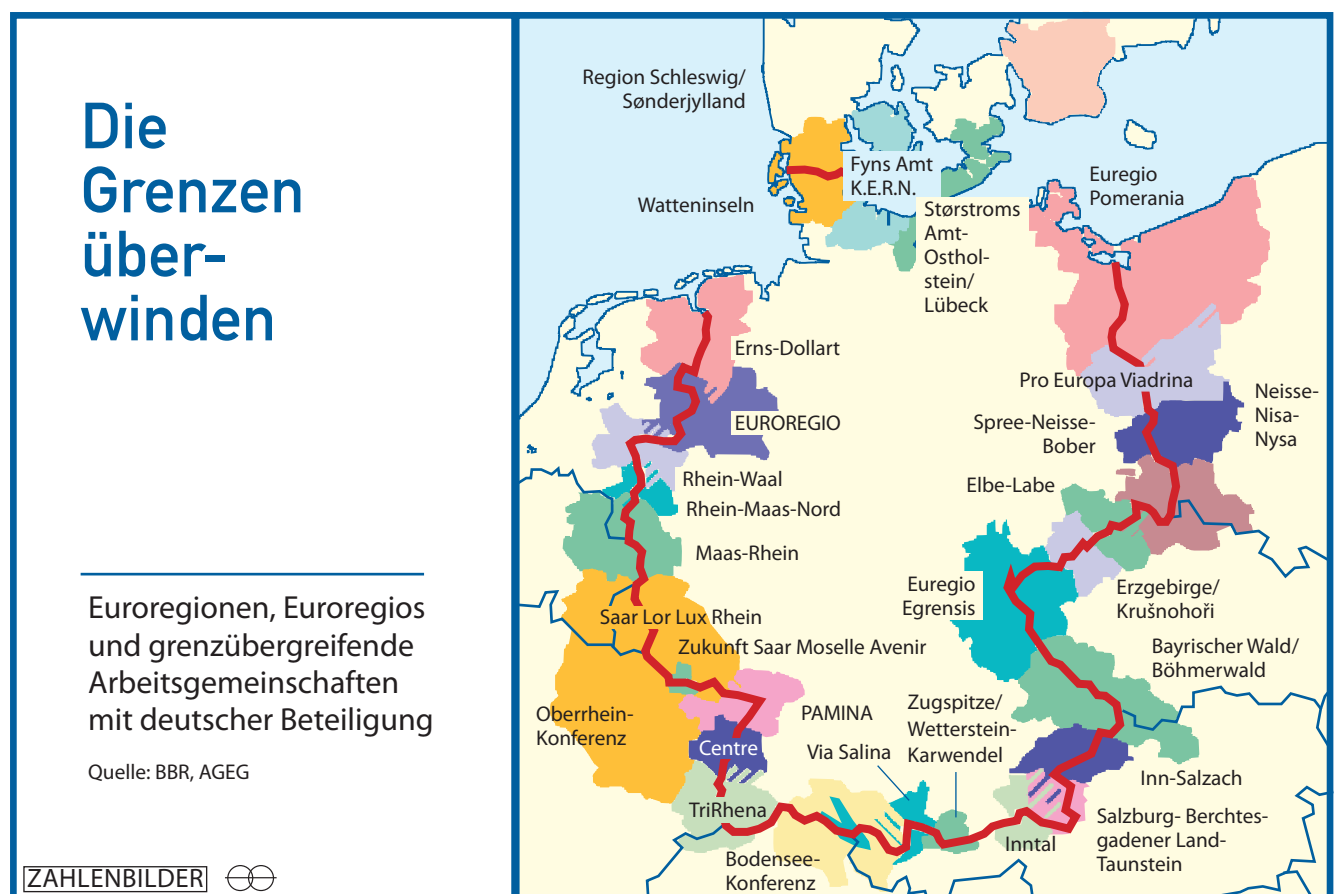 Die
Grenzen
über-
winden
Euroregionen, Euroregios
und grenzübergreifende
Arbeitsgemeinschaften
mit deutscher Beteiligung
Quelle: BBR, AGEG
ZAHLENBILDER
Region Schleswig/
Sønderjylland
Fyns Amt
K.E.R.N.
Watteninseln
Størstroms
Amt-
Osthol-
stein/
Lübeck
Euregio
Pomerania
Erns-Dollart
EUROREGIO
Rhein-Waal
Rhein-Maas-Nord
Maas-Rhein
Saar Lor Lux Rhein
Zukunft Saar Moselle Avenir
Oberrhein-
Konferenz
PAMINA
Centre
TriRhena
Bodensee-
Konferenz
Via Salina
Zugspitze/
Wetterstein-
Karwendel
Inntal
Salzburg- Berchtes-
gadener Land-
Taunstein
Inn-Salzach
Bayrischer Wald/
Böhmerwald
Euregio
Egrensis
Erzgebirge/
Krušnohoři
Elbe-Labe
Spree-Neisse-
Bober
Neisse-
Nisa-
Nysa
Pro Europa Viadrina